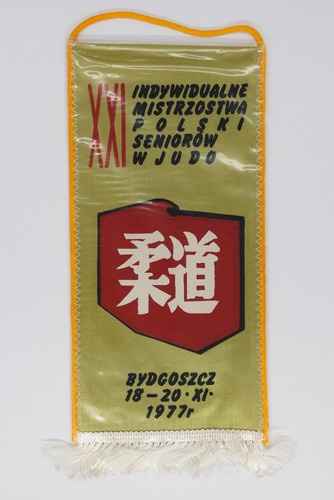 XXI INDYWIDUALNE
MISTRZOSTWA
POLSKI
SENIORÓW
W JUDO
柔道
BYDGOSZCZ
18-20·XI·
1977r